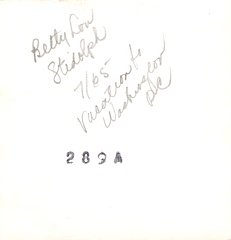 Betty Lou
Stidolph
7/65
Vacation to
Washington
DC
289A